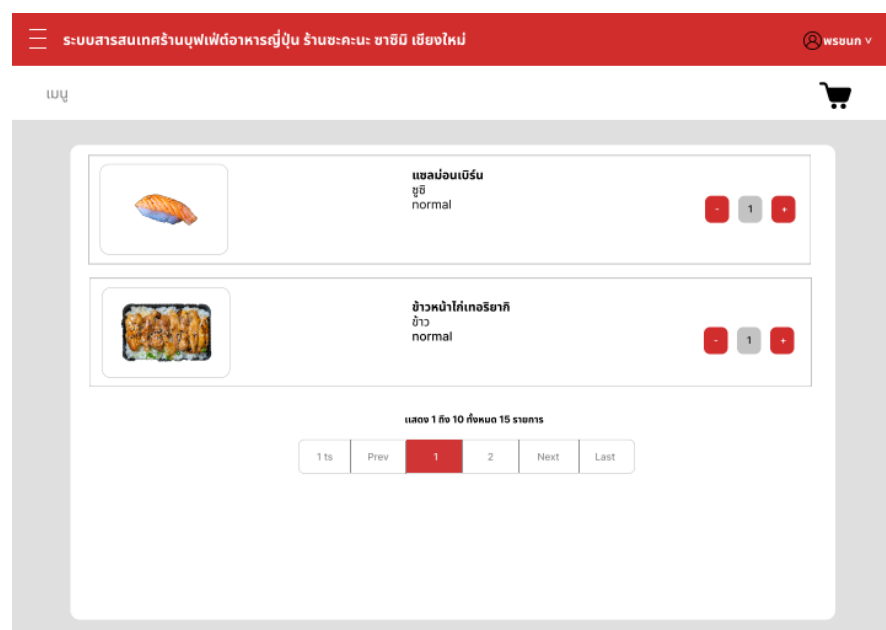 ระบบสารสนเทศร้านบุฟเฟ่ต์อาหารญี่ปุ่น ร้านซะคะนะ ซาซิมิ เชียงใหม่
พรชนก
เมนู
แซลม่อนเบิร์น
ซูชิ
normal
- 1 +
ข้าวหน้าไก่เทอริยากิ
ข้าว
normal
- 1 +
แสดง 1 ถึง 10 ทั้งหมด 15 รายการ
1 ts Prev 1 2 Next Last